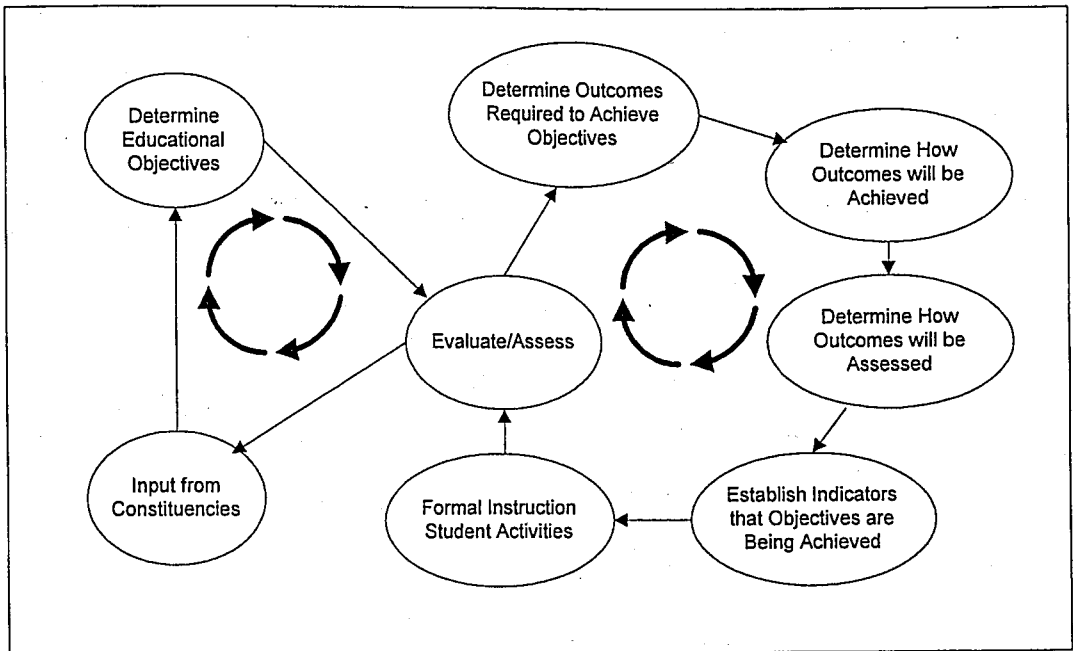 Determine
Educational
Objectives
Determine Outcomes
Required to Achieve
Objectives
Determine How
Outcomes will be
Achieved
Evaluate/Assess
Determine How
Outcomes will be
Assessed
Input from
Constituencies
Formal Instruction
Student Activities
Establish Indicators
that Objectives are
Being Achieved